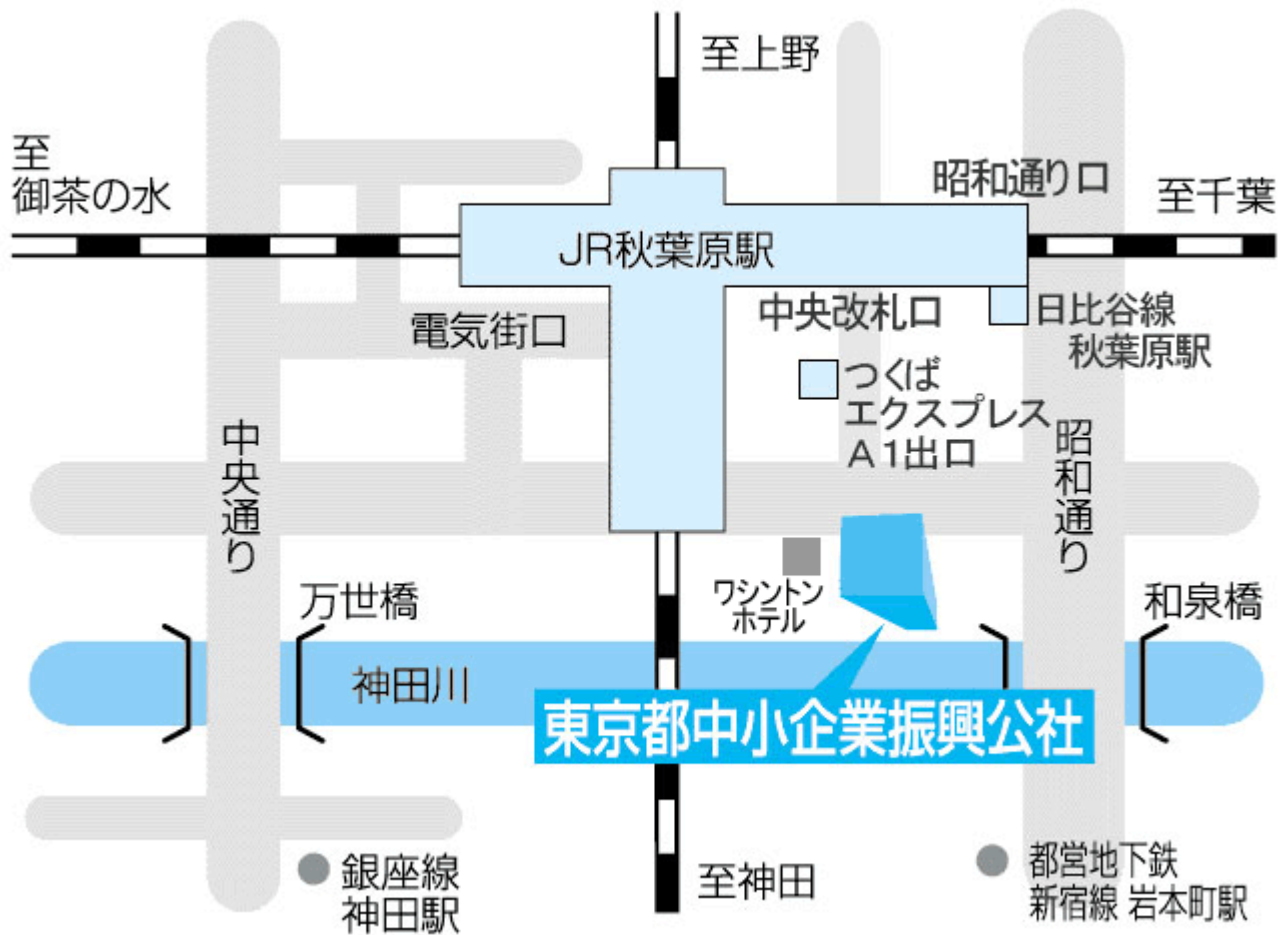 至上野
至
御茶の水
昭和通り口
至千葉
JR秋葉原駅
電気街口
中央改札口
日比谷線
秋葉原駅
つくば
エクスプレス
A1出口
中央通り
昭和通り
ワシントン
ホテル
万世橋
和泉橋
神田川
東京都中小企業振興公社
銀座線
神田駅
至神田
都営地下鉄
新宿線 岩本町駅